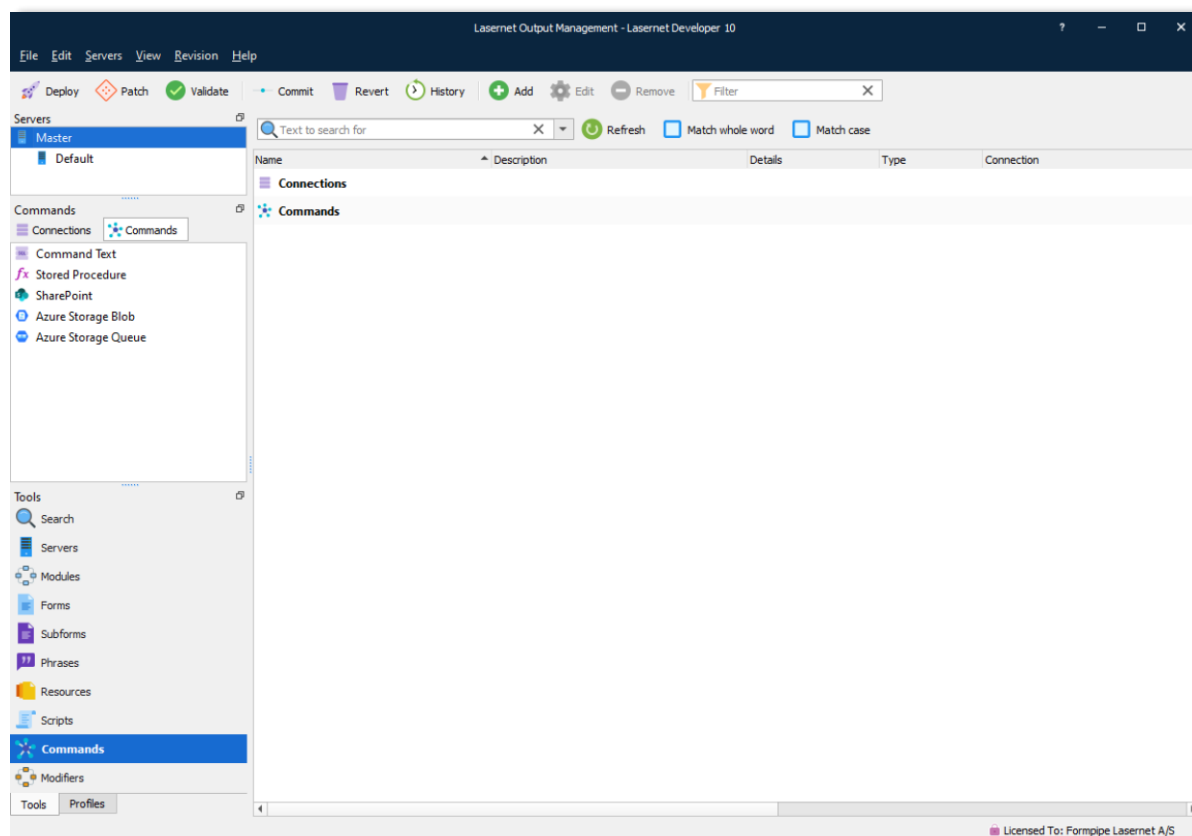 Lasernet Output Management - Lasernet Developer 10
File Edit Servers View Revision Help
Deploy Patch Validate Commit Revert History Add Edit Remove Filter
Servers
Master
Default
Text to search for Refresh Match whole word Match case
Name Description Details Type Connection
Connections
Commands
Commands
Connections Commands
Command Text
fx Stored Procedure
SharePoint
Azure Storage Blob
Azure Storage Queue
Tools
Search
Servers
Modules
Forms
Subforms
Phrases
Resources
Scripts
Commands
Modifiers
Tools Profiles
Licensed To: Formpipe Lasernet A/S